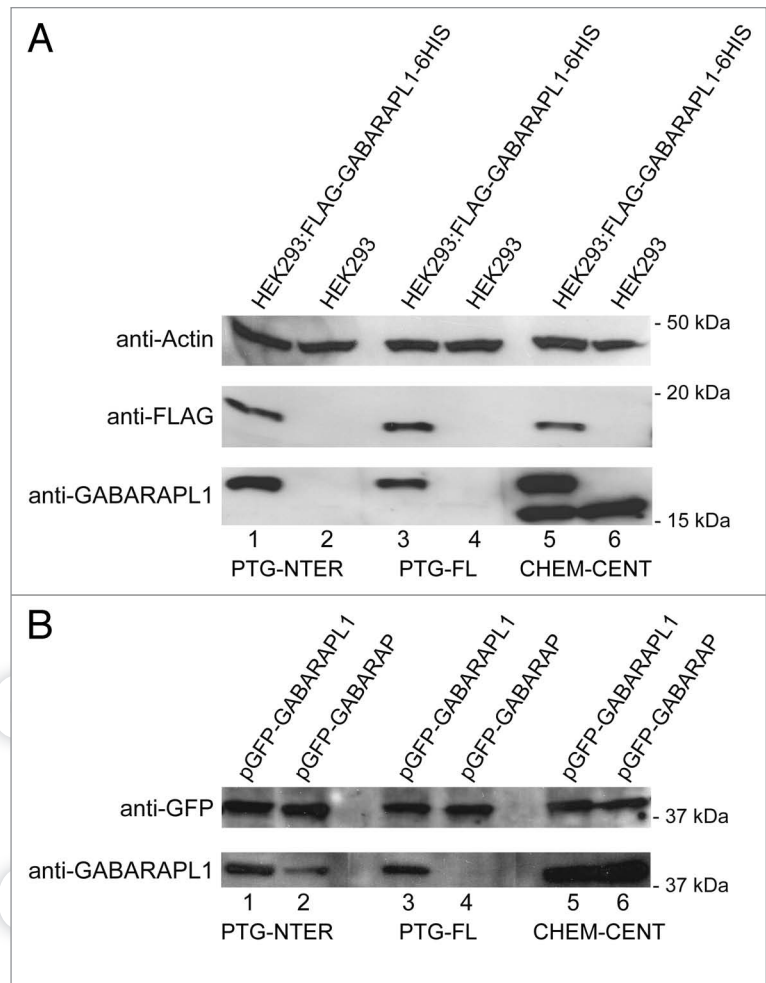 A
HEK293:FLAG-GABARAPL1-6HIS
HEK293
HEK293:FLAG-GABARAPL1-6HIS
HEK293
HEK293:FLAG-GABARAPL1-6HIS
HEK293
anti-Actin
- 50 kDa
anti-FLAG
- 20 kDa
anti-GABARAPL1
- 15 kDa
1 2 3 4 5 6
PTG-NTER PTG-FL CHEM-CENT
B
pGFP-GABARAPL1
pGFP-GABARAP
pGFP-GABARAPL1
pGFP-GABARAP
pGFP-GABARAPL1
pGFP-GABARAP
anti-GFP
- 37 kDa
anti-GABARAPL1
- 37 kDa
1 2 3 4 5 6
PTG-NTER PTG-FL CHEM-CENT